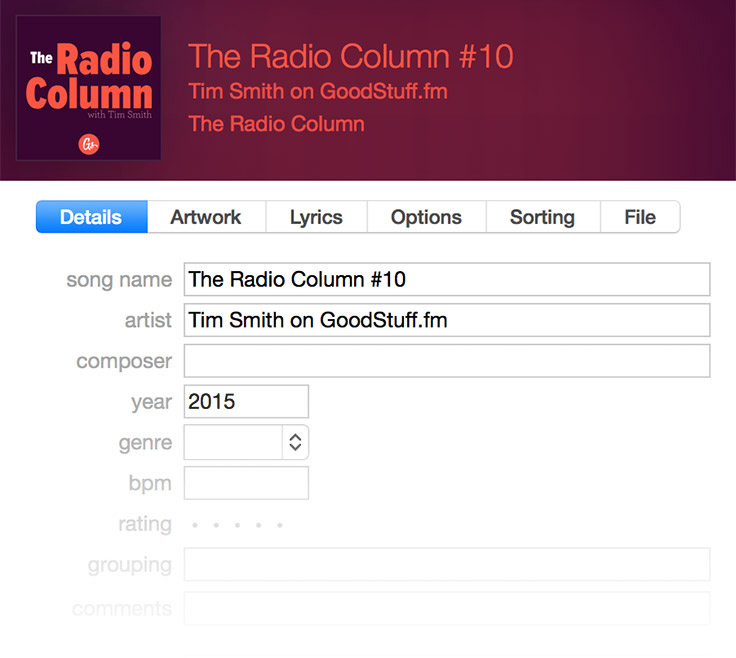 The Radio
Column
with Tim Smith
Gs
The Radio Column #10
Tim Smith on GoodStuff.fm
The Radio Column
Details Artwork Lyrics Options Sorting File
song name The Radio Column #10
artist Tim Smith on GoodStuff.fm
composer
year 2015
genre
bpm
rating
grouping
comments